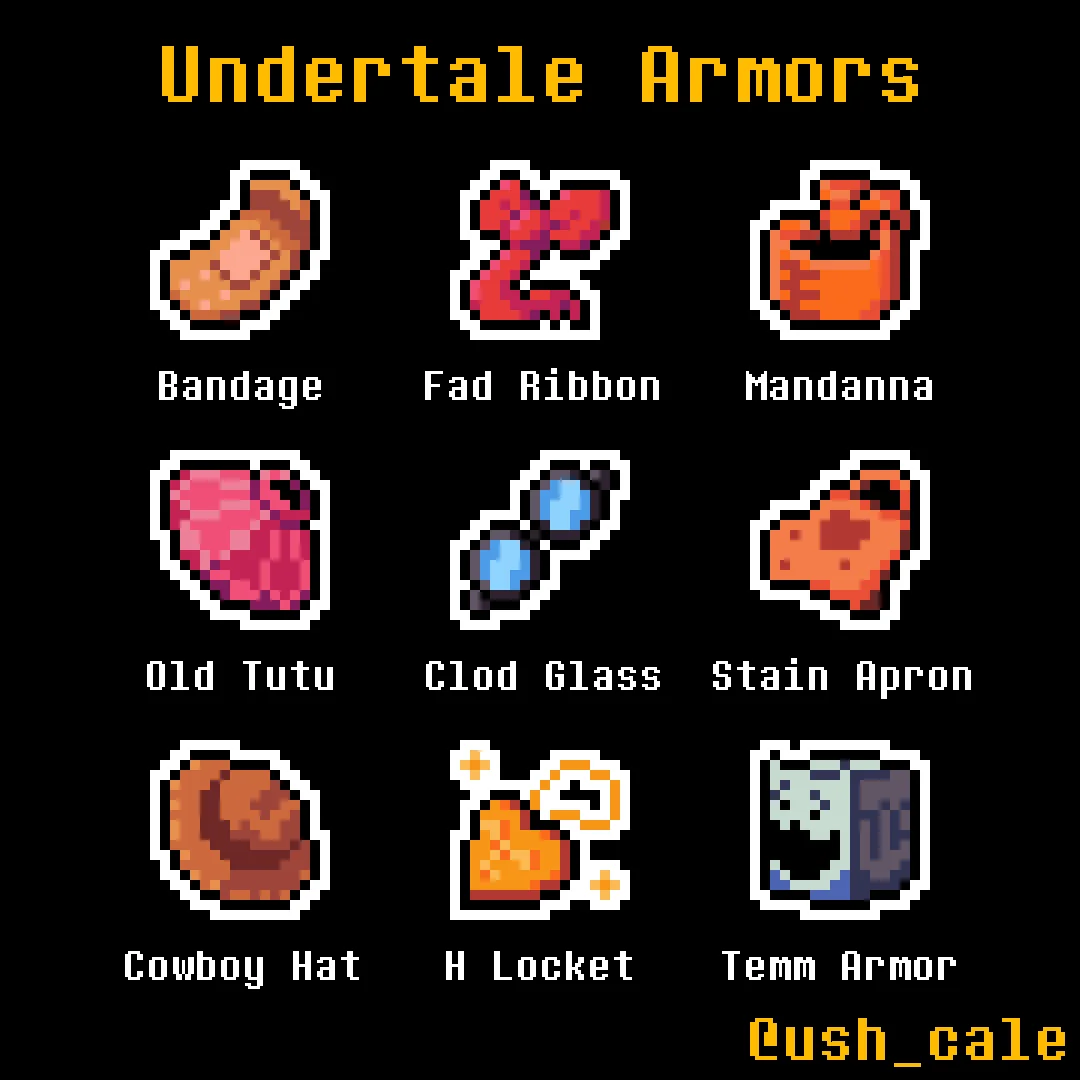 Undertale Armors
Bandage Fad Ribbon Mandanna
Old Tutu Clod Glass Stain Apron
Cowboy Hat H Locket Temm Armor
@ush_cale